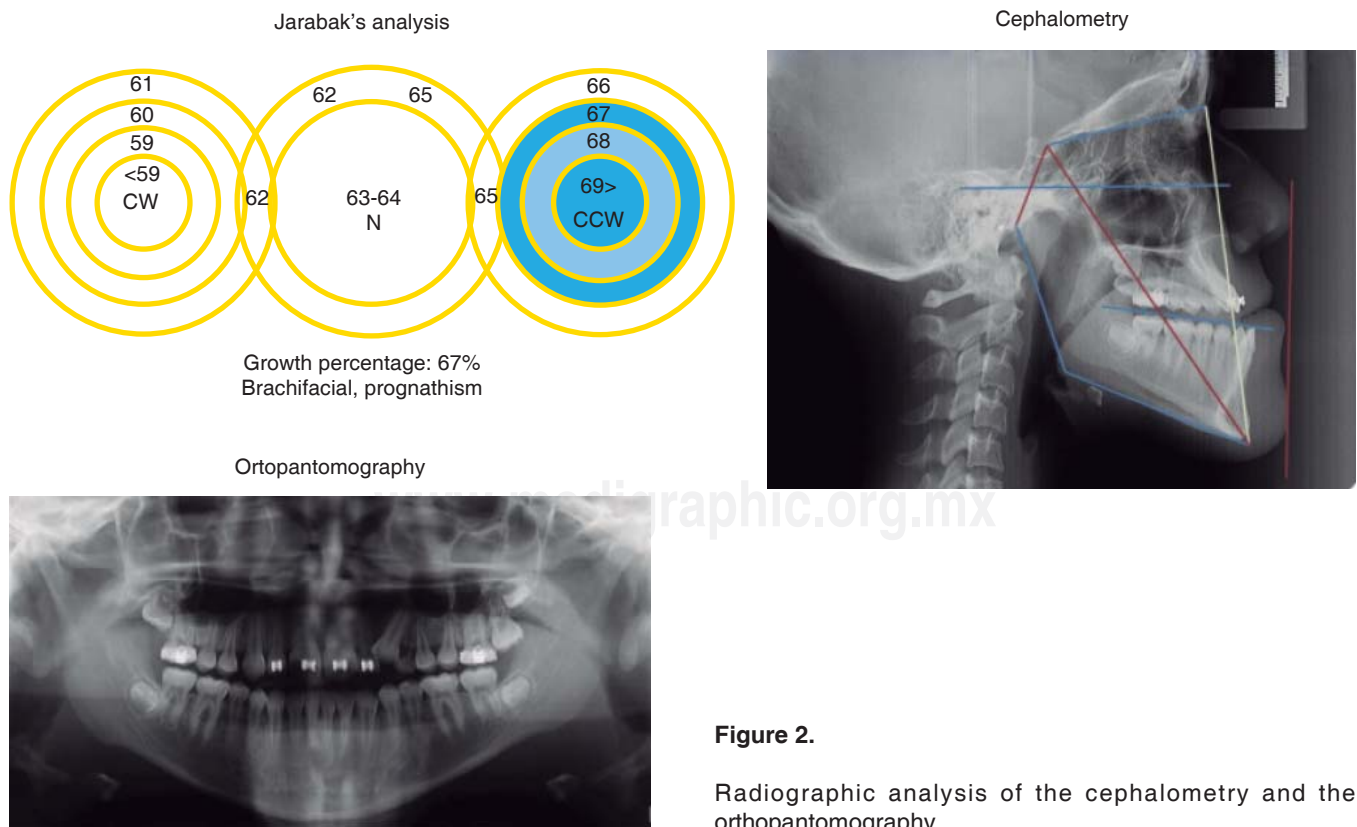 Jarabak's analysis
Cephalometry
61
62
65
66
60
67
59
68
<59
CW
62
63-64
N
65
69>
CCW
Growth percentage: 67%
Brachifacial, prognathism
Ortopantomography
www.medigraphic.org.mx
Figure 2.
Radiographic analysis of the cephalometry and the
orthopantomography